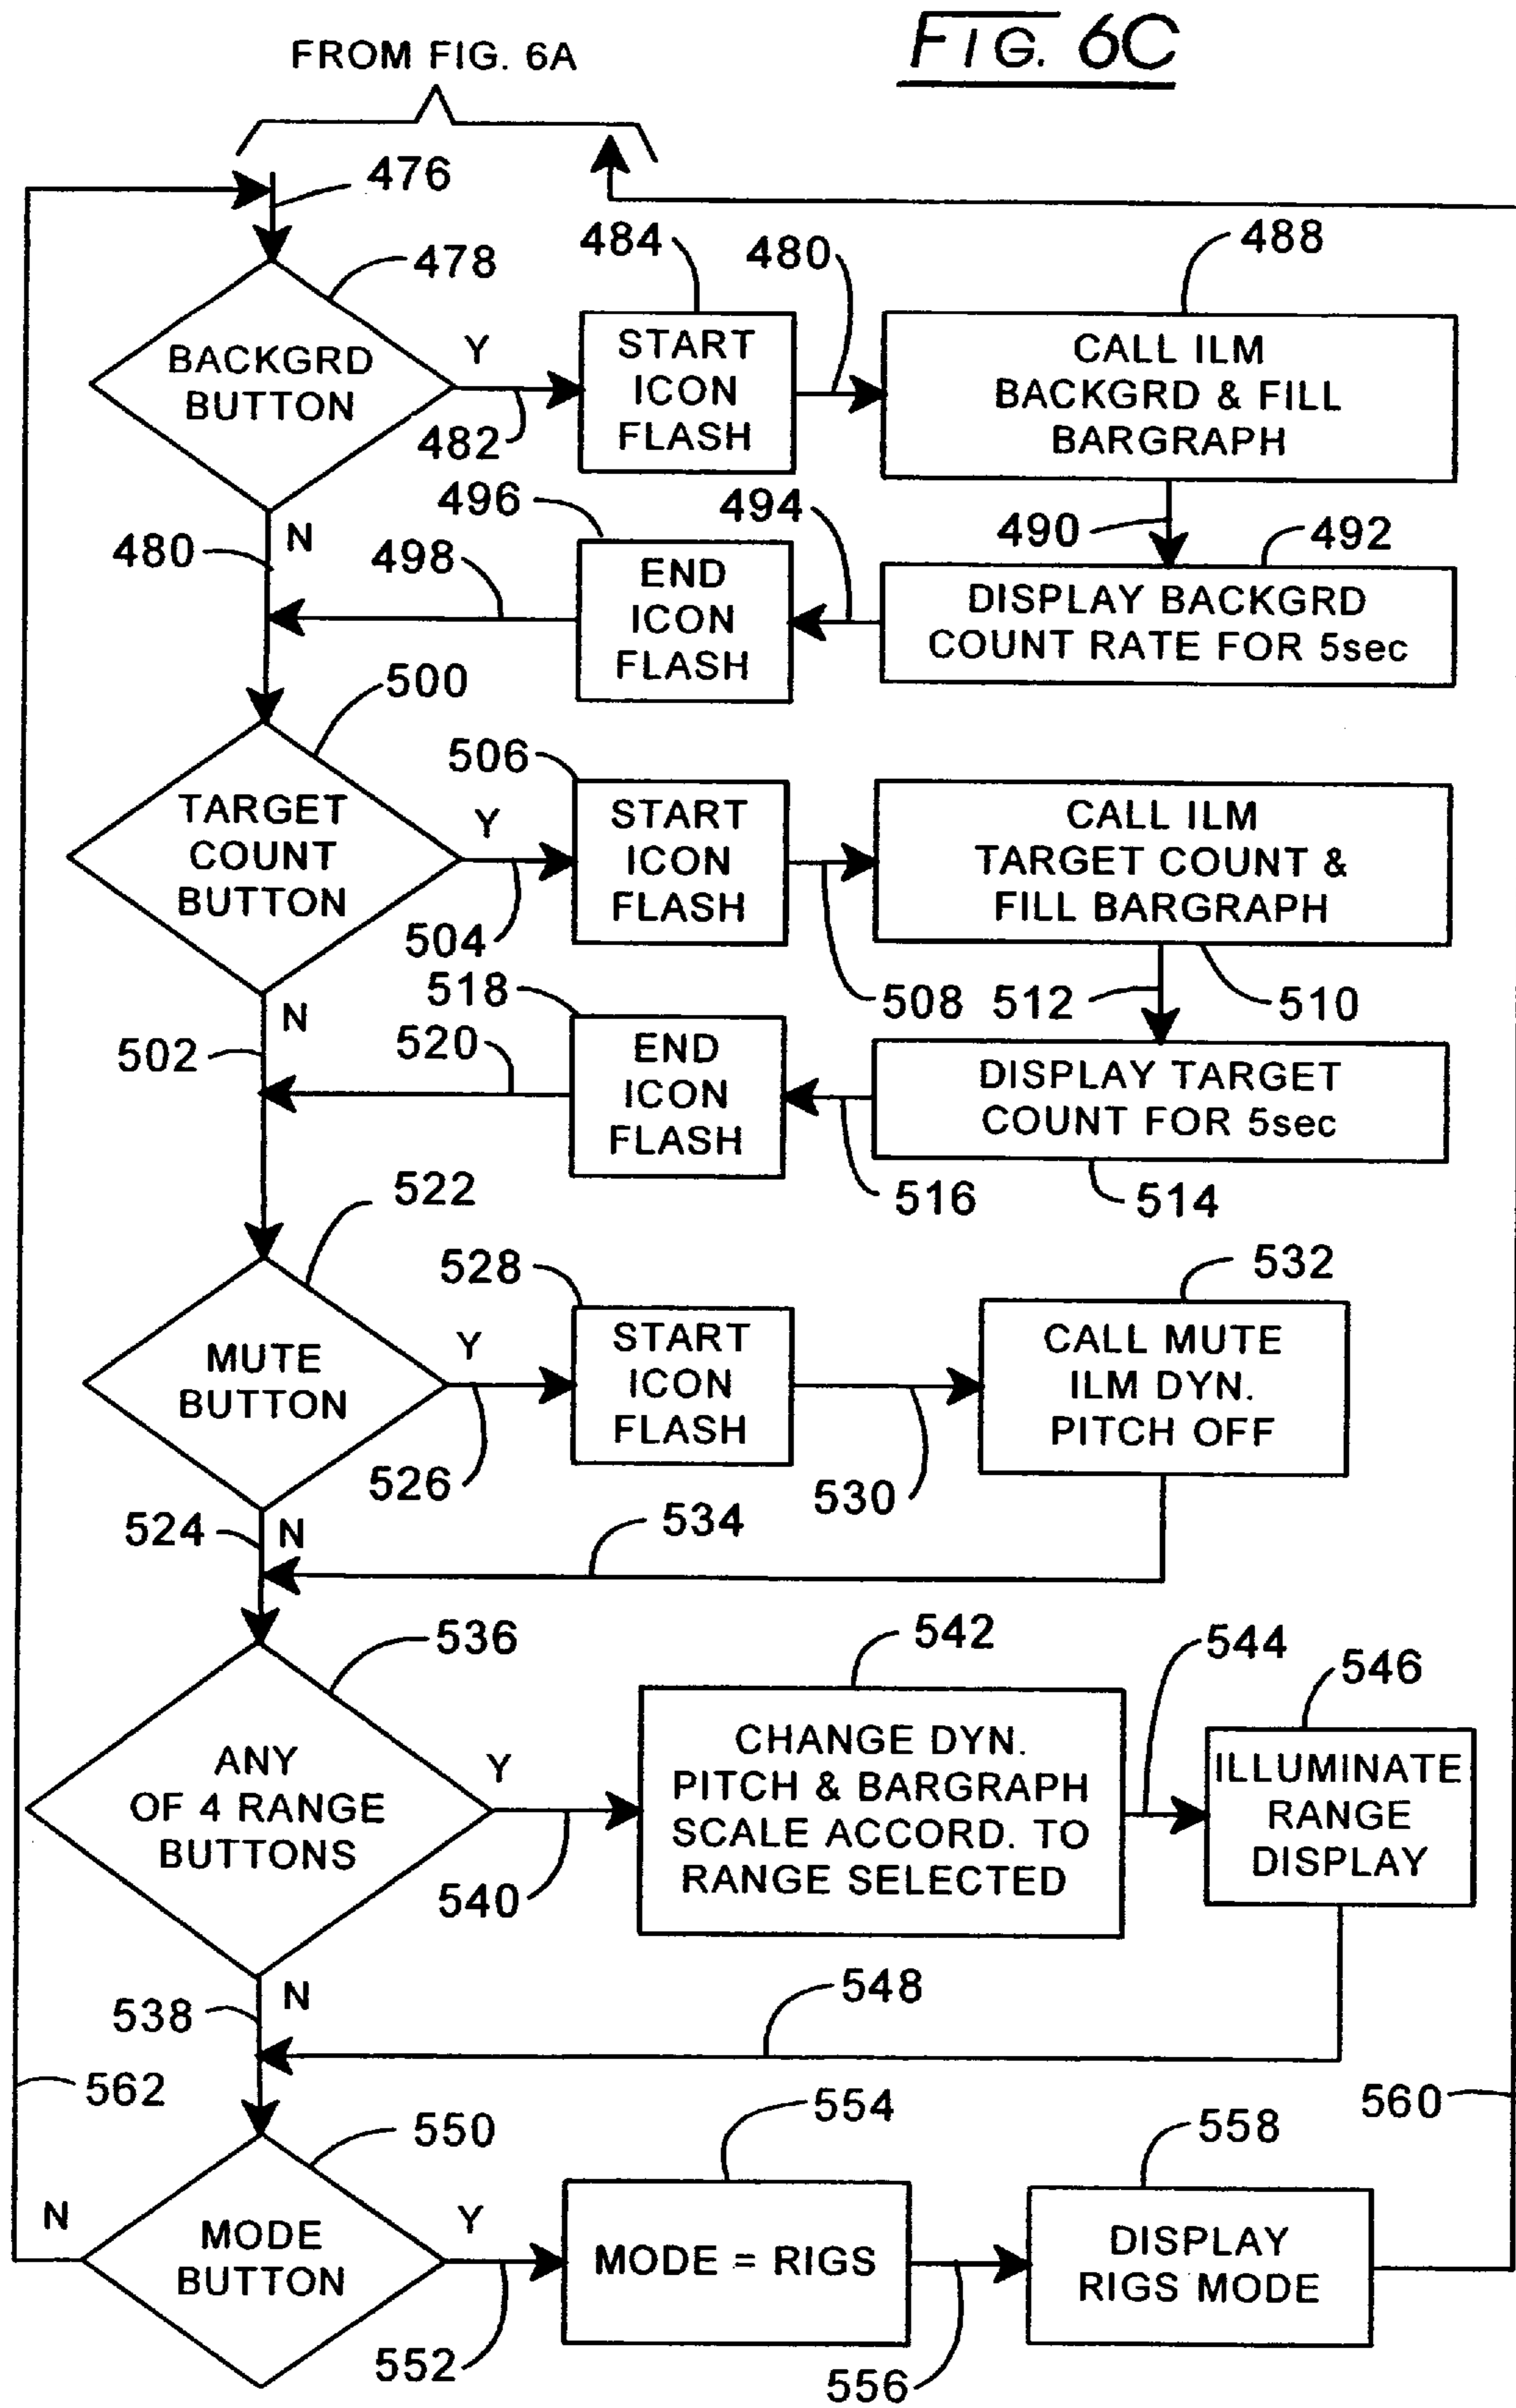 FIG. 6C
FROM FIG. 6A
476
478
484
480
488
BACKGRD
BUTTON
Y
482
START
ICON
FLASH
CALL ILM
BACKGRD & FILL
BARGRAPH
N
480
498
496
END
ICON
FLASH
494
490
492
DISPLAY BACKGRD
COUNT RATE FOR 5sec
500
TARGET
COUNT
BUTTON
Y
504
506
START
ICON
FLASH
508
CALL ILM
TARGET COUNT &
FILL BARGRAPH
510
512
N
502
520
518
END
ICON
FLASH
516
DISPLAY TARGET
COUNT FOR 5sec
514
522
MUTE
BUTTON
Y
526
528
START
ICON
FLASH
530
532
CALL MUTE
ILM DYN.
PITCH OFF
524
N
534
536
ANY
OF 4 RANGE
BUTTONS
Y
540
542
CHANGE DYN.
PITCH & BARGRAPH
SCALE ACCORD. TO
RANGE SELECTED
544
546
ILLUMINATE
RANGE
DISPLAY
N
538
548
562
560
550
N
MODE
BUTTON
Y
552
554
MODE = RIGS
556
558
DISPLAY
RIGS MODE